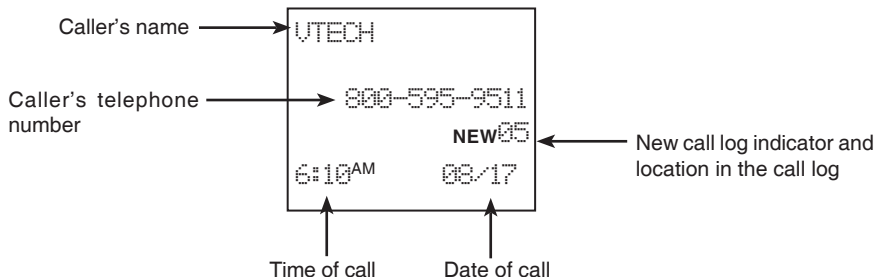 Caller's name
VTECH
Caller's telephone
number
800-595-9511
NEW05
New call log indicator and
location in the call log
6:10AM
08/17
Time of call
Date of call